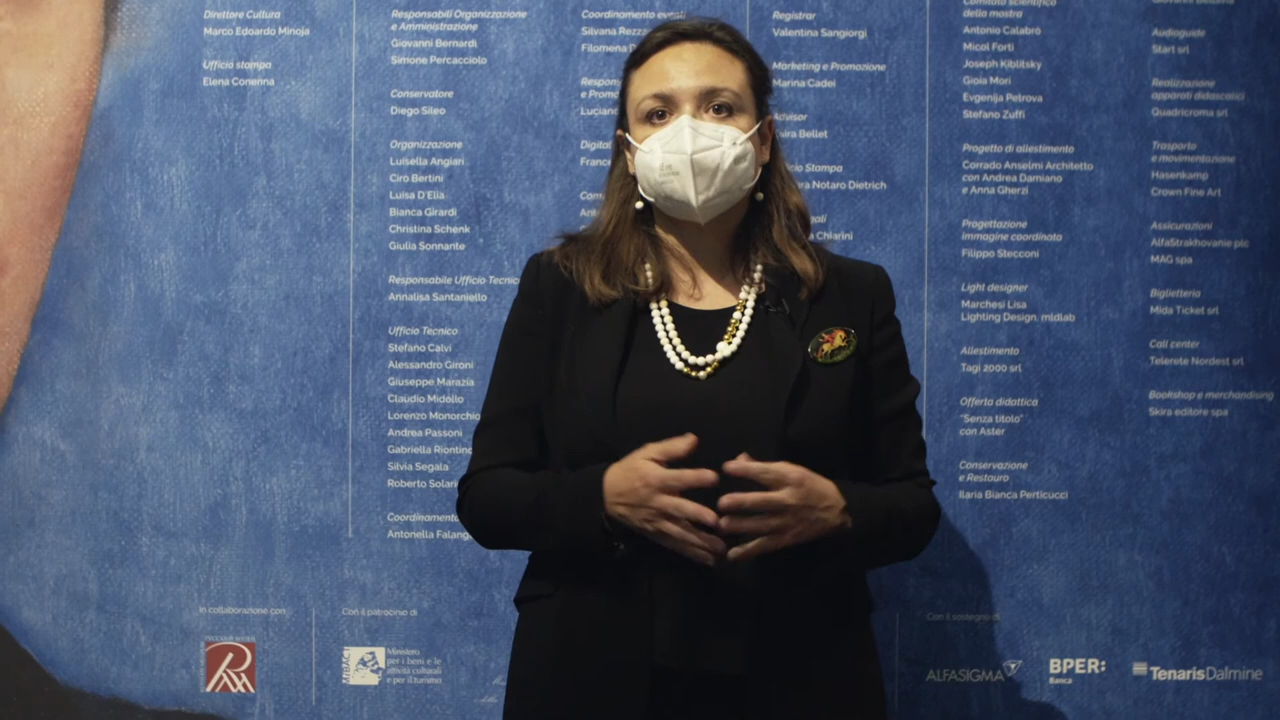 Direttore Cultura
Marco Edoardo Minoja
Ufficio stampa
Elena Conenna
Responsabili Organizzazione
e Amministrazione
Giovanni Bernardi
Simone Percacciolo
Conservatore
Diego Sileo
Organizzazione
Luisella Angiari
Ciro Bertini
Luisa D'Elia
Bianca Girardi
Christina Schenk
Giulia Sonnante
Responsabile Ufficio Tecnico
Annalisa Santaniello
Ufficio Tecnico
Stefano Calvi
Alessandro Gironi
Giuseppe Marazia
Claudio Midollo
Lorenzo Monorchio
Andrea Passoni
Gabriella Riontino
Silvia Segala
Roberto Solari
Coordinamento
Antonella Falang
Coordinamento eventi
Silvana Rezz
Filomena
Respon
e Promo
Lucian
Digital
Franc
Registrar
Valentina Sangiorgi
Marketing e Promozione
Marina Cadei
Advisor
Bellet
Stampa
Notaro Dietrich
Chiarini
Comitato scientifico
della mostra
Antonio Calabrò
Micol Forti
Joseph Kiblitsky
Gioia Mori
Evgenija Petrova
Stefano Zuffi
Progetto di allestimento
Corrado Anselmi Architetto
con Andrea Damiano
e Anna Gherzi
Progettazione
immagine coordinata
Filippo Stecconi
Light designer
Marchesi Lisa
Lighting Design, mldlab
Allestimento
Tagi 2000 srl
Offerta didattica
"Senza titolo"
con Aster
Conservazione
e Restauro
Ilaria Bianca Perticucci
Audioguide
Start srl
Realizzazione
apparati didascalici
Quadricroma srl
Trasporto
e movimentazione
Hasenkamp
Crown Fine Art
Assicurazioni
AlfaStrakhovanie plc
MAG spa
Biglietteria
Mida Ticket srl
Call center
Telerete Nordest srl
Bookshop e merchandising
Skira editore spa
In collaborazione con
Con il patrocinio di
MiBACT
Ministero
per i beni e le
attività culturali
e per il turismo
Con il sostegno di
ALFASIGMA
BPER:
Banca
TenarisDalmine